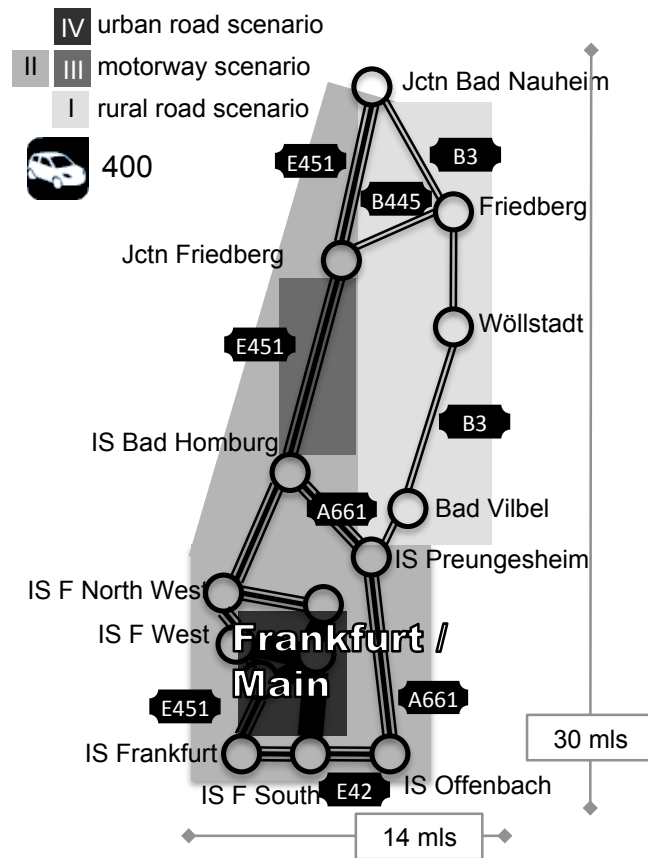 IV urban road scenario
II III motorway scenario
I rural road scenario
400
Jctn Bad Nauheim
E451
B3
B445
Friedberg
Jctn Friedberg
Wöllstadt
E451
B3
IS Bad Homburg
A661
Bad Vilbel
IS Preungesheim
IS F North West
IS F West
Frankfurt /
Main
E451
A661
30 mls
IS Frankfurt
IS F South
E42
IS Offenbach
14 mls